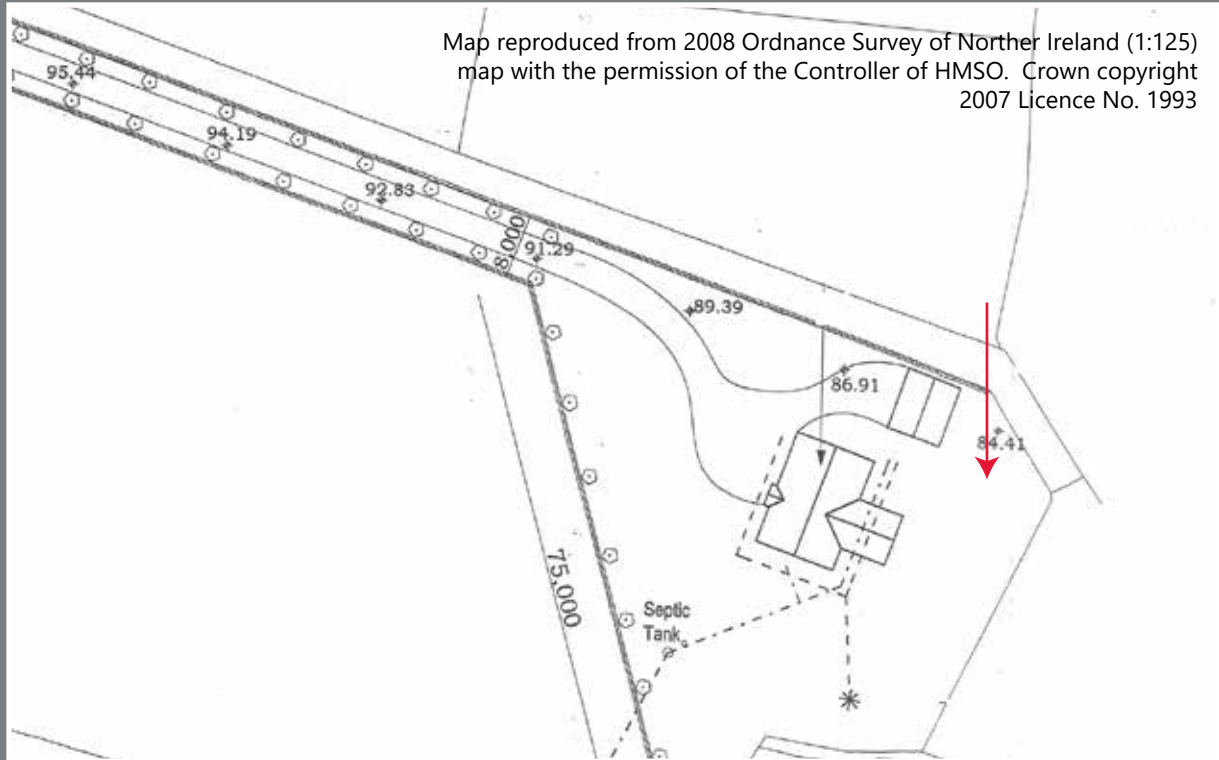 Map reproduced from 2008 Ordnance Survey of Norther Ireland (1:125)
map with the permission of the Controller of HMSO. Crown copyright
2007 Licence No. 1993
95.44
94.19
92.83
8,000
91.29
89.39
86.91
84.41
75,000
Septic
Tank